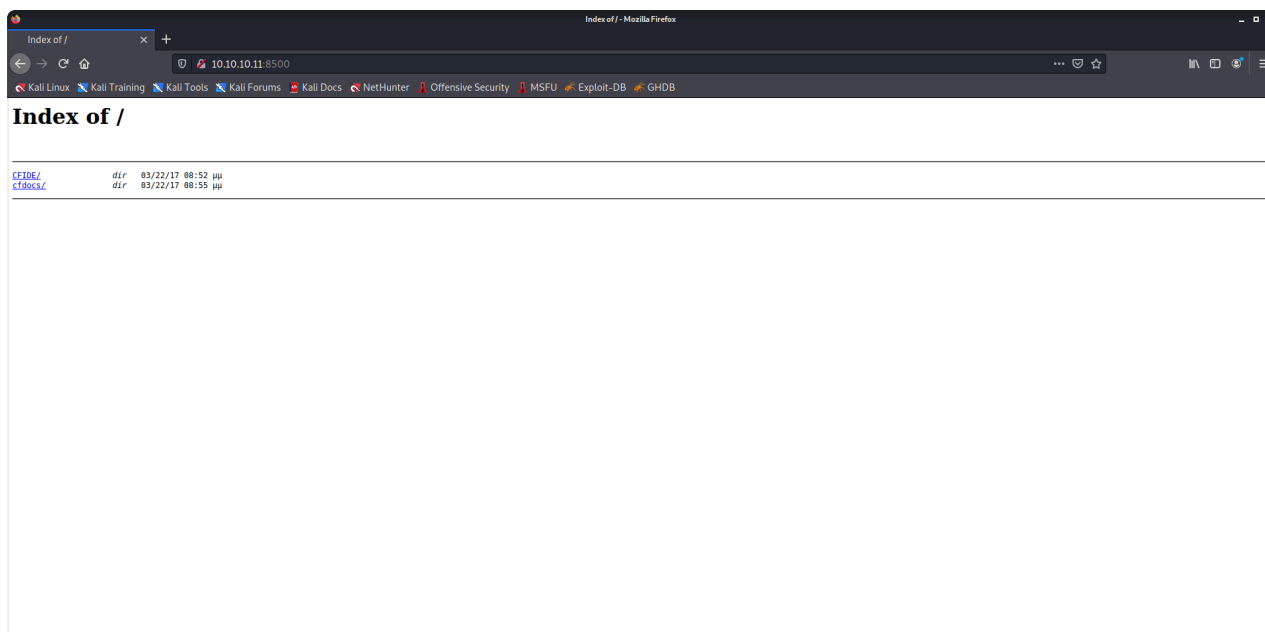 Index of / - Mozilla Firefox
Index of /
10.10.10.11:8500
Kali Linux Kali Training Kali Tools Kali Forums Kali Docs NetHunter Offensive Security MSFU Exploit-DB GHDB
Index of /
CFIDE/ dir 03/22/17 08:52 μμ
cfdocs/ dir 03/22/17 08:55 μμ